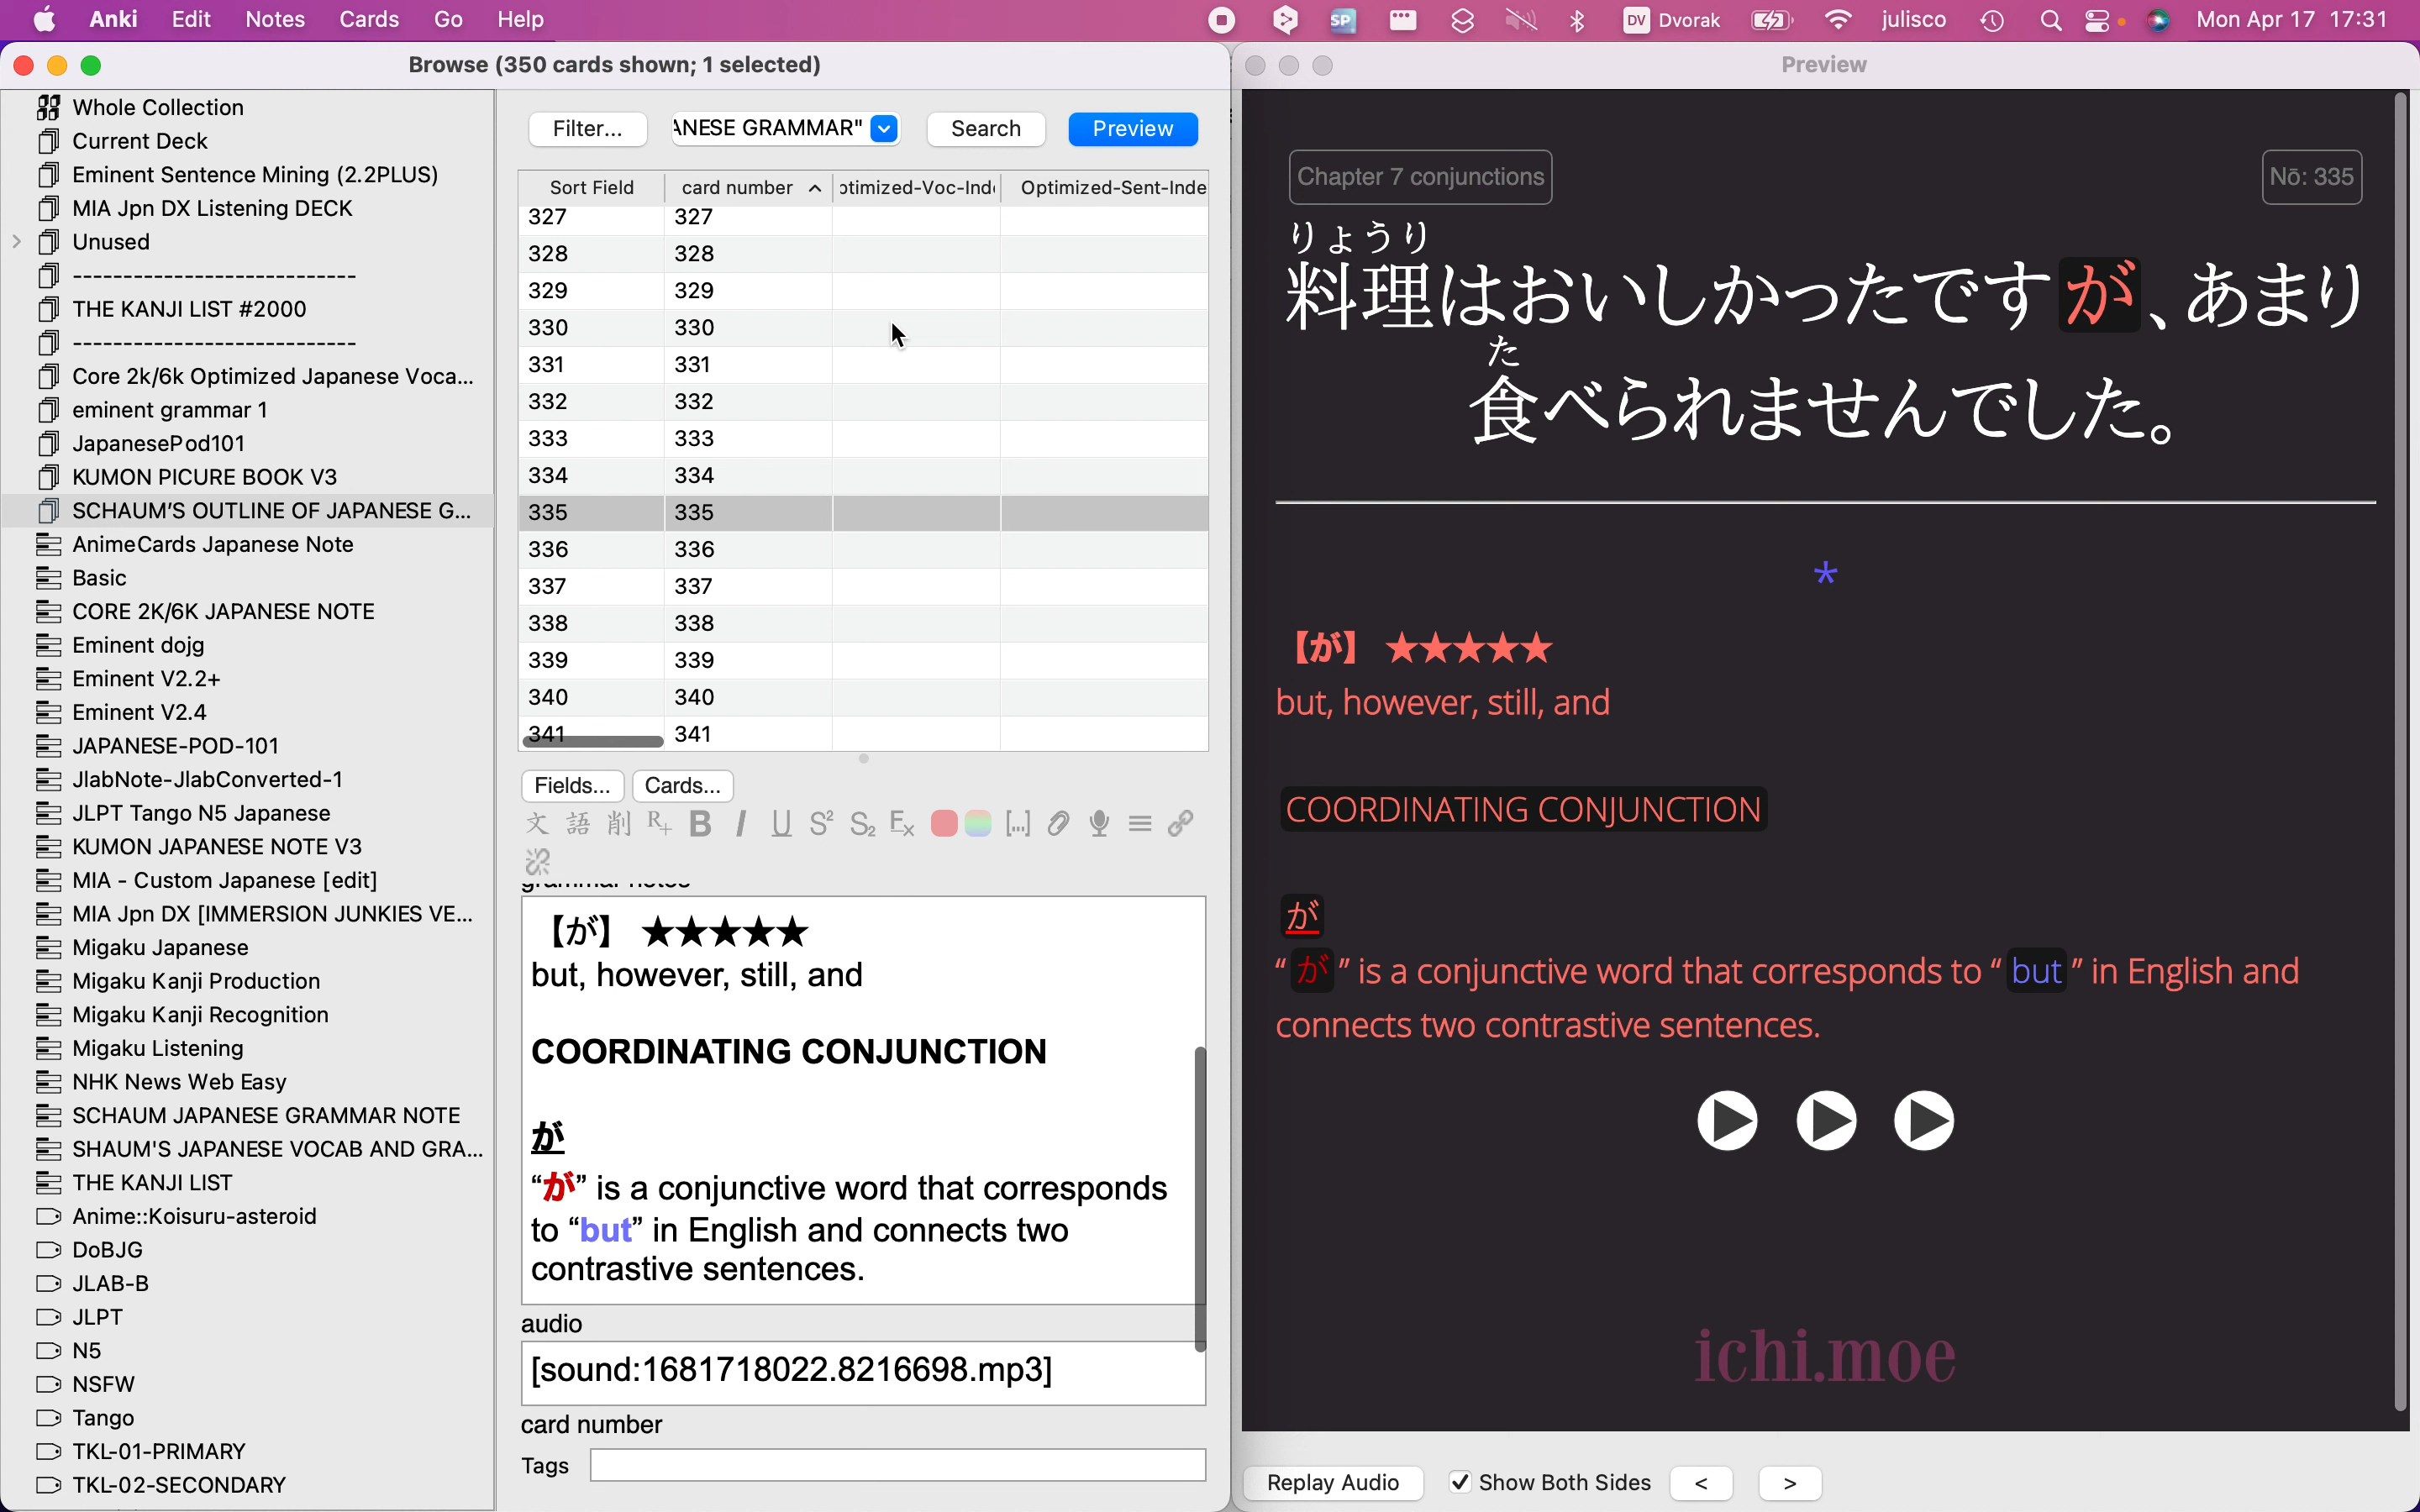 Anki Edit Notes Cards Go Help SP DV Dvorak julisco Mon Apr 17 17:31
Browse (350 cards shown; 1 selected)
Whole Collection
Current Deck
Eminent Sentence Mining (2.2PLUS)
MIA Jpn DX Listening DECK
Unused
----------------------------
THE KANJI LIST #2000
----------------------------
Core 2k/6k Optimized Japanese Voca...
eminent grammar 1
JapanesePod101
KUMON PICURE BOOK V3
SCHAUM'S OUTLINE OF JAPANESE G...
AnimeCards Japanese Note
Basic
CORE 2K/6K JAPANESE NOTE
Eminent dojg
Eminent V2.2+
Eminent V2.4
JAPANESE-POD-101
JlabNote-JlabConverted-1
JLPT Tango N5 Japanese
KUMON JAPANESE NOTE V3
MIA - Custom Japanese [edit]
MIA Jpn DX [IMMERSION JUNKIES VE...
Migaku Japanese
Migaku Kanji Production
Migaku Kanji Recognition
Migaku Listening
NHK News Web Easy
SCHAUM JAPANESE GRAMMAR NOTE
SHAUM'S JAPANESE VOCAB AND GRA...
THE KANJI LIST
Anime::Koisuru-asteroid
DoBJG
JLAB-B
JLPT
N5
NSFW
Tango
TKL-01-PRIMARY
TKL-02-SECONDARY
Filter... ANESE GRAMMAR" Search Preview
Sort Field card number otimized-Voc-Inde Optimized-Sent-Inde
327 327
328 328
329 329
330 330
331 331
332 332
333 333
334 334
335 335
336 336
337 337
338 338
339 339
340 340
341 341
Fields... Cards...
文 語 削 R+ B I U S² S₂ Ex [...]
grammar notes
【が】 ★★★★★
but, however, still, and
COORDINATING CONJUNCTION
が
“が” is a conjunctive word that corresponds
to “but” in English and connects two
contrastive sentences.
audio
[sound:1681718022.8216698.mp3]
card number
Tags
Preview
Chapter 7 conjunctions Nō: 335
りょうり
料理はおいしかったですが、あまり
た
食べられませんでした。
*
【が】 ★★★★★
but, however, still, and
COORDINATING CONJUNCTION
が
“が” is a conjunctive word that corresponds to “but” in English and
connects two contrastive sentences.
ichi.moe
Replay Audio Show Both Sides < >